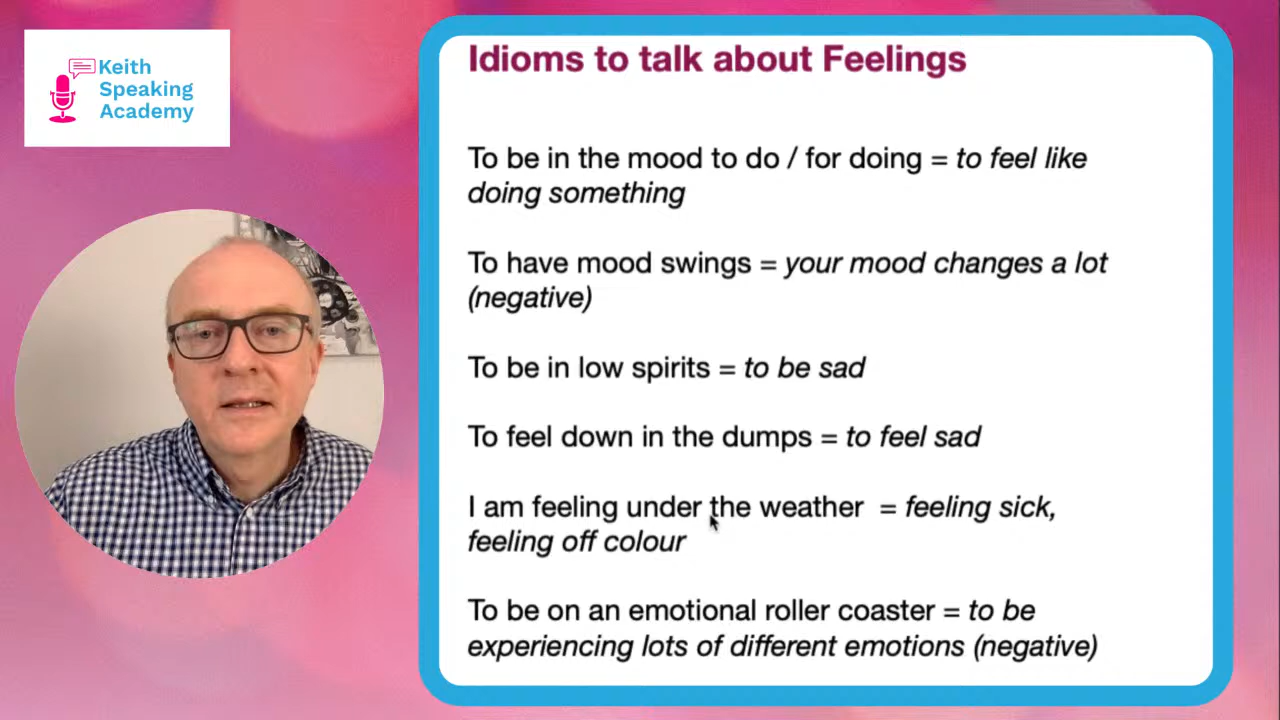 Keith
Speaking
Academy
Idioms to talk about Feelings
To be in the mood to do / for doing = to feel like
doing something
To have mood swings = your mood changes a lot
(negative)
To be in low spirits = to be sad
To feel down in the dumps = to feel sad
I am feeling under the weather = feeling sick,
feeling off colour
To be on an emotional roller coaster = to be
experiencing lots of different emotions (negative)